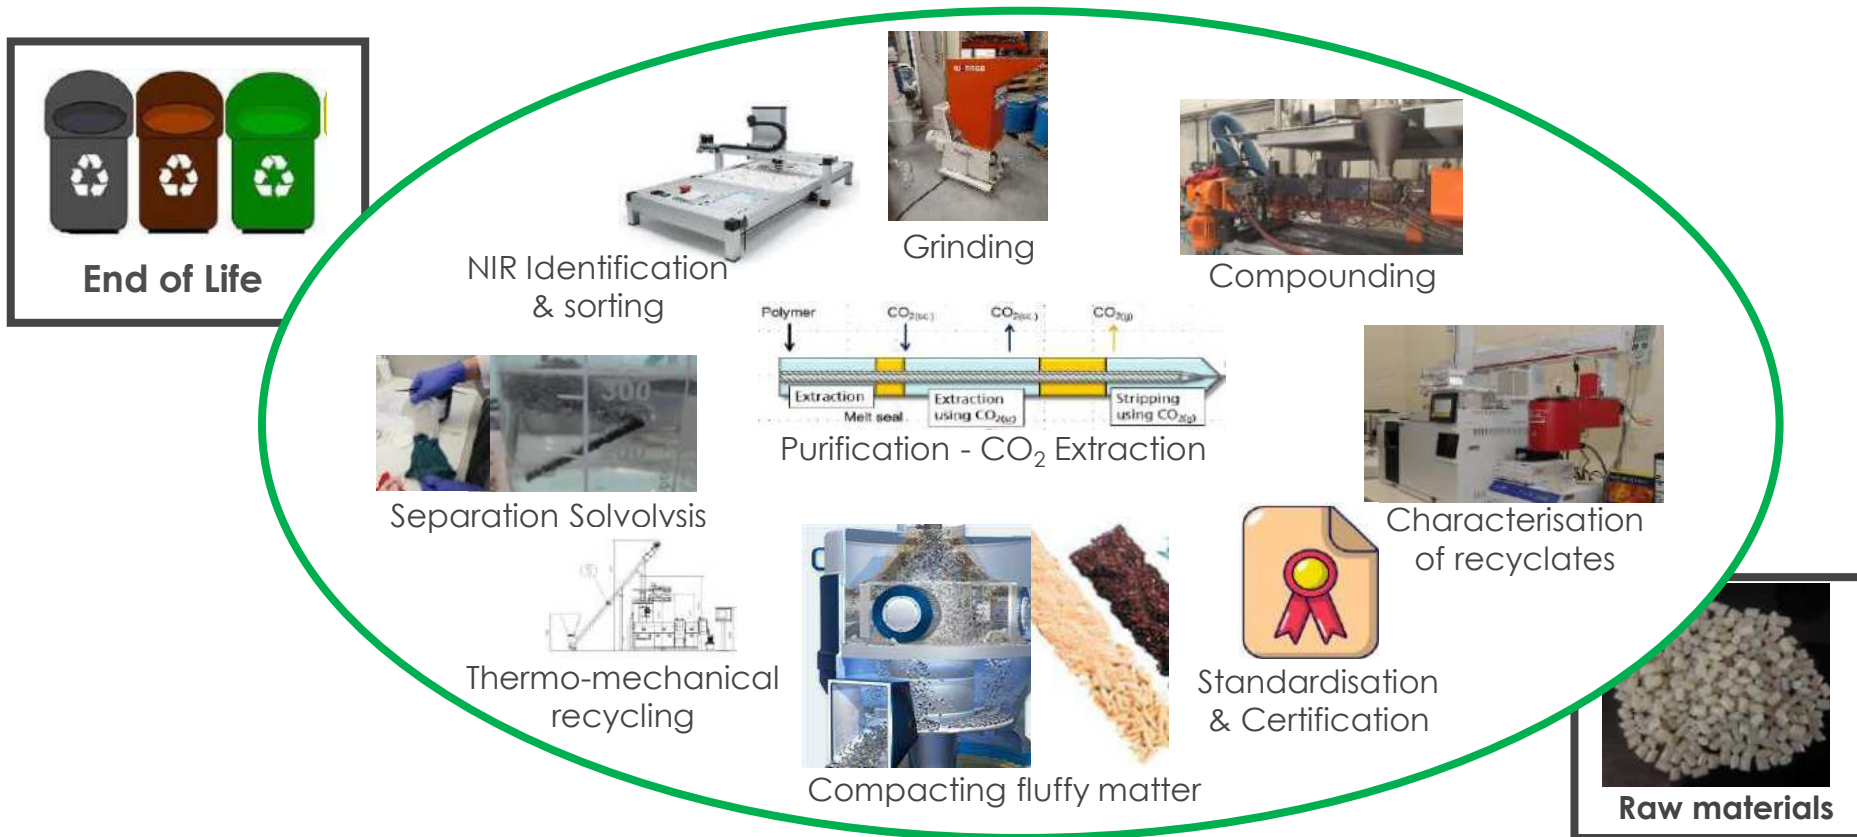 End of Life
NIR Identification
& sorting
Grinding
Compounding
Polymer
CO2(sc)
CO2(sc)
CO2(g)
Extraction
Melt seal
Extraction
using CO2(sc)
Stripping
using CO2(g)
Purification - CO2 Extraction
300
Separation Solvolysis
Characterisation
of recyclates
Thermo-mechanical
recycling
Standardisation
& Certification
Compacting fluffy matter
Raw materials